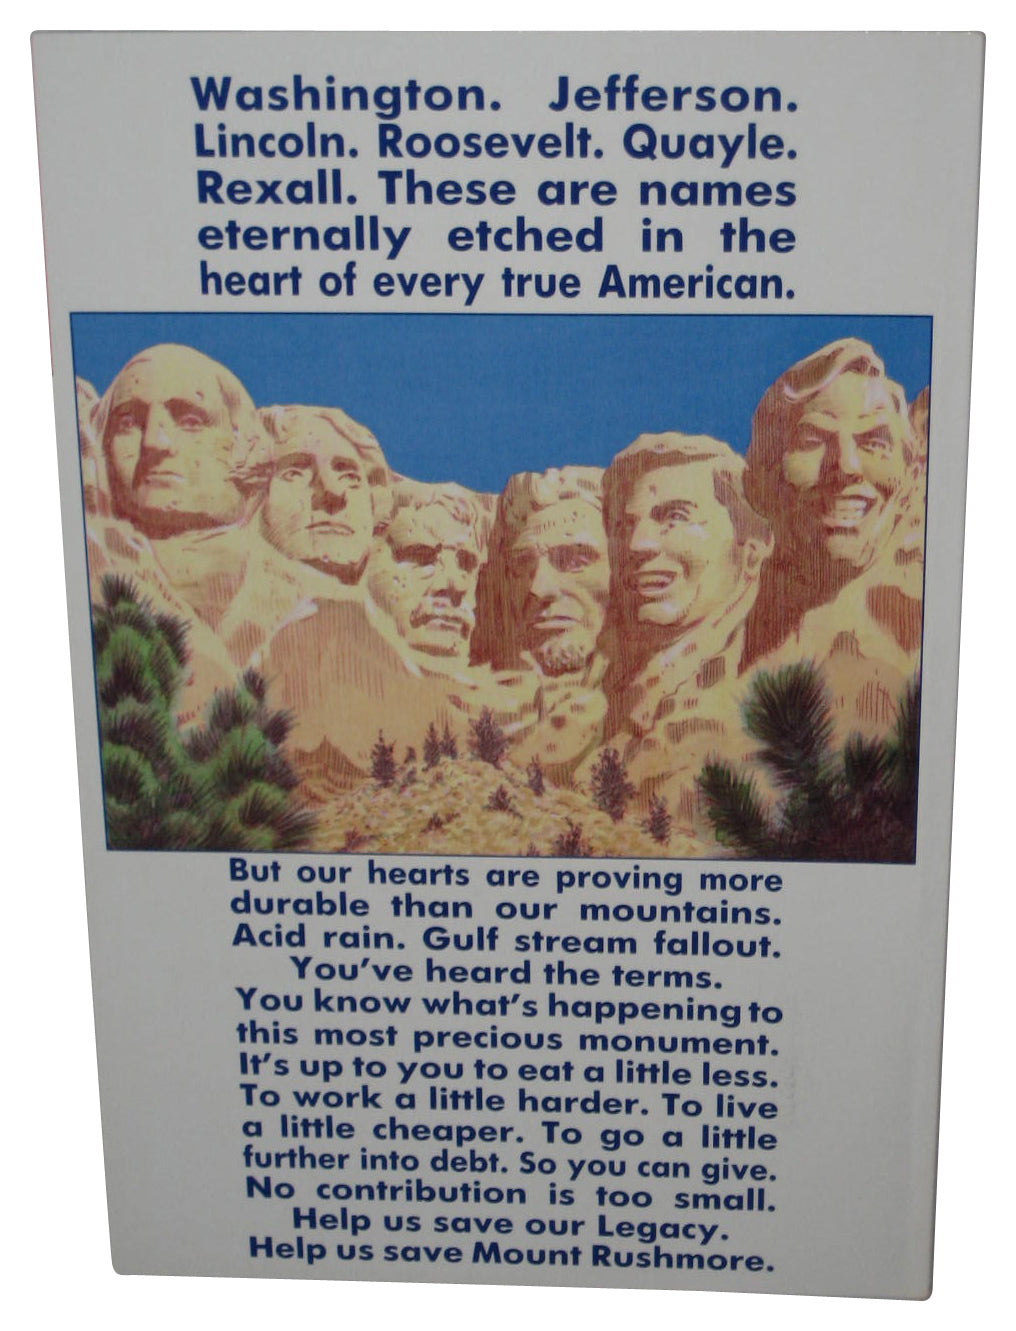 Washington. Jefferson.
Lincoln. Roosevelt. Quayle.
Rexall. These are names
eternally etched in the
heart of every true American.
But our hearts are proving more
durable than our mountains.
Acid rain. Gulf stream fallout.
You've heard the terms.
You know what's happening to
this most precious monument.
It's up to you to eat a little less.
To work a little harder. To live
a little cheaper. To go a little
further into debt. So you can give.
No contribution is too small.
Help us save our Legacy.
Help us save Mount Rushmore.